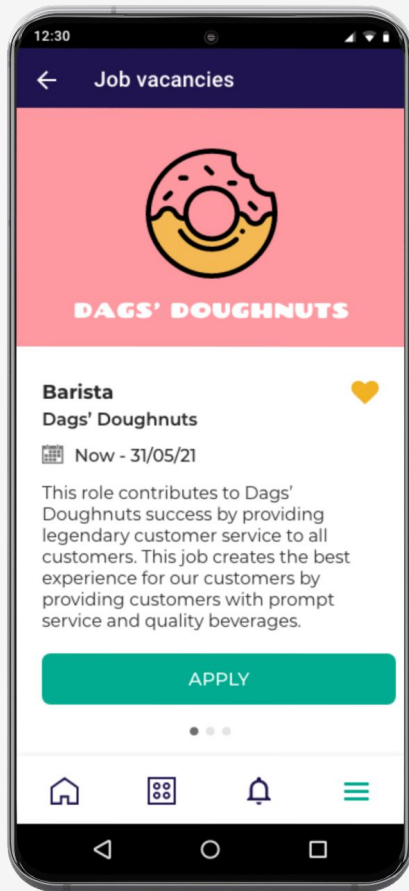 12:30
Job vacancies
DAGS' DOUGHNUTS
Barista
Dags' Doughnuts
Now - 31/05/21
This role contributes to Dags'
Doughnuts success by providing
legendary customer service to all
customers. This job creates the best
experience for our customers by
providing customers with prompt
service and quality beverages.
APPLY